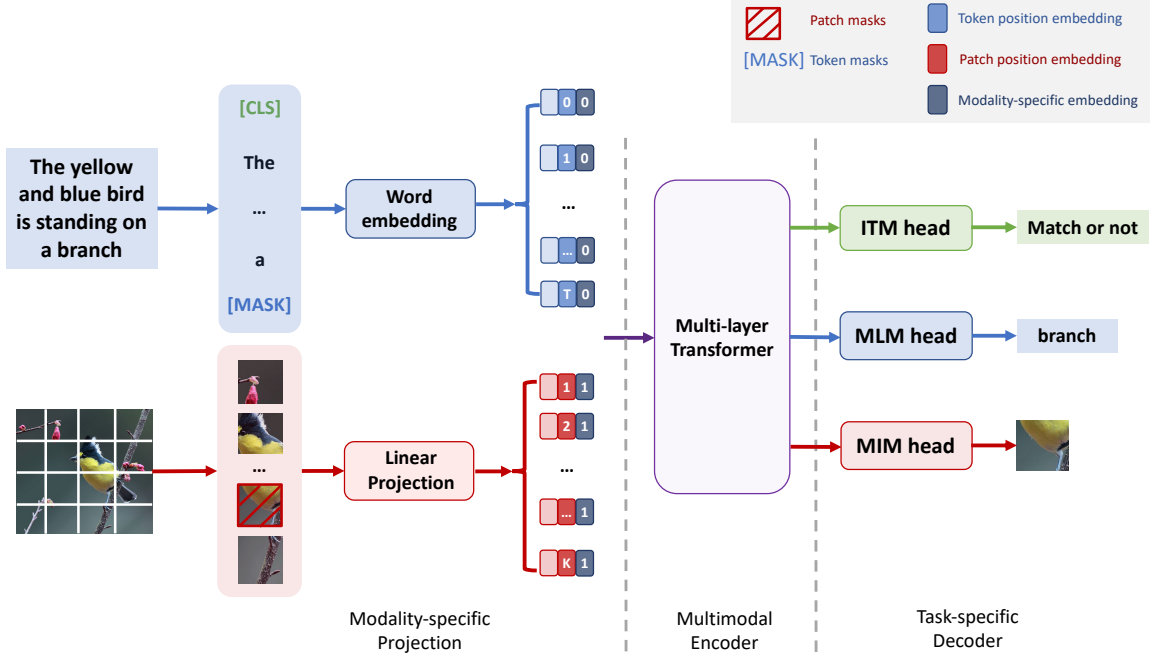 Patch masks
[MASK] Token masks
Token position embedding
Patch position embedding
Modality-specific embedding
The yellow
and blue bird
is standing on
a branch
[CLS]
The
...
a
[MASK]
Word
embedding
0 0
1 0
...
... 0
T 0
Linear
Projection
...
1 1
2 1
...
... 1
K 1
Multi-layer
Transformer
ITM head
Match or not
MLM head
branch
MIM head
Modality-specific
Projection
Multimodal
Encoder
Task-specific
Decoder